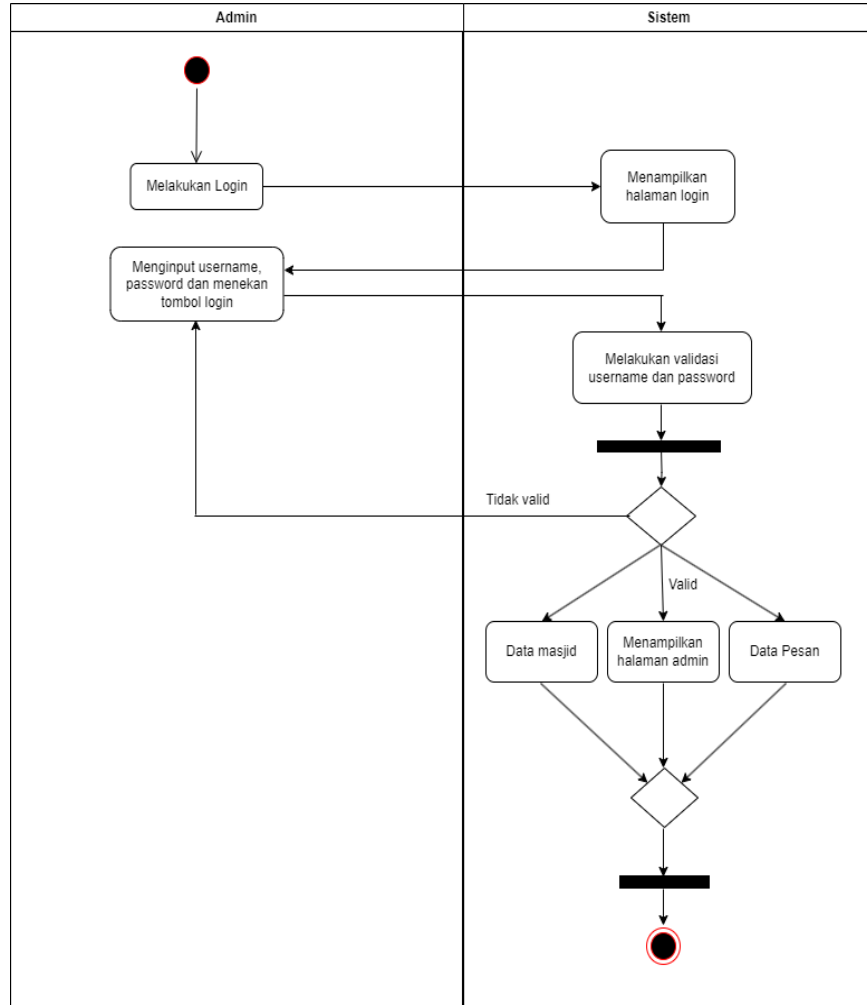 Admin
Sistem
Melakukan Login
Menampilkan
halaman login
Menginput username,
password dan menekan
tombol login
Melakukan validasi
username dan password
Tidak valid
Valid
Data masjid
Menampilkan
halaman admin
Data Pesan